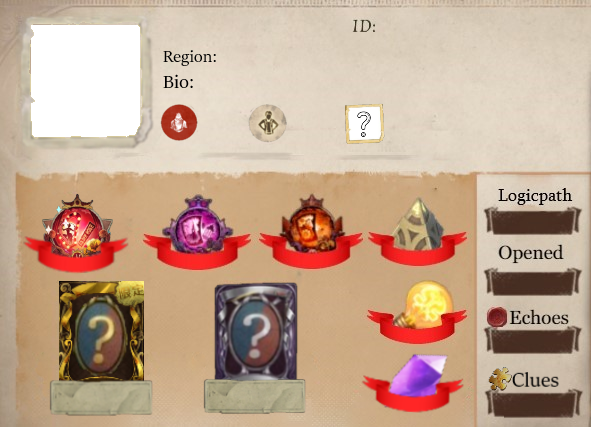 ID:
Region:
Bio:
?
Logicpath
Opened
? ?
Echoes
Clues